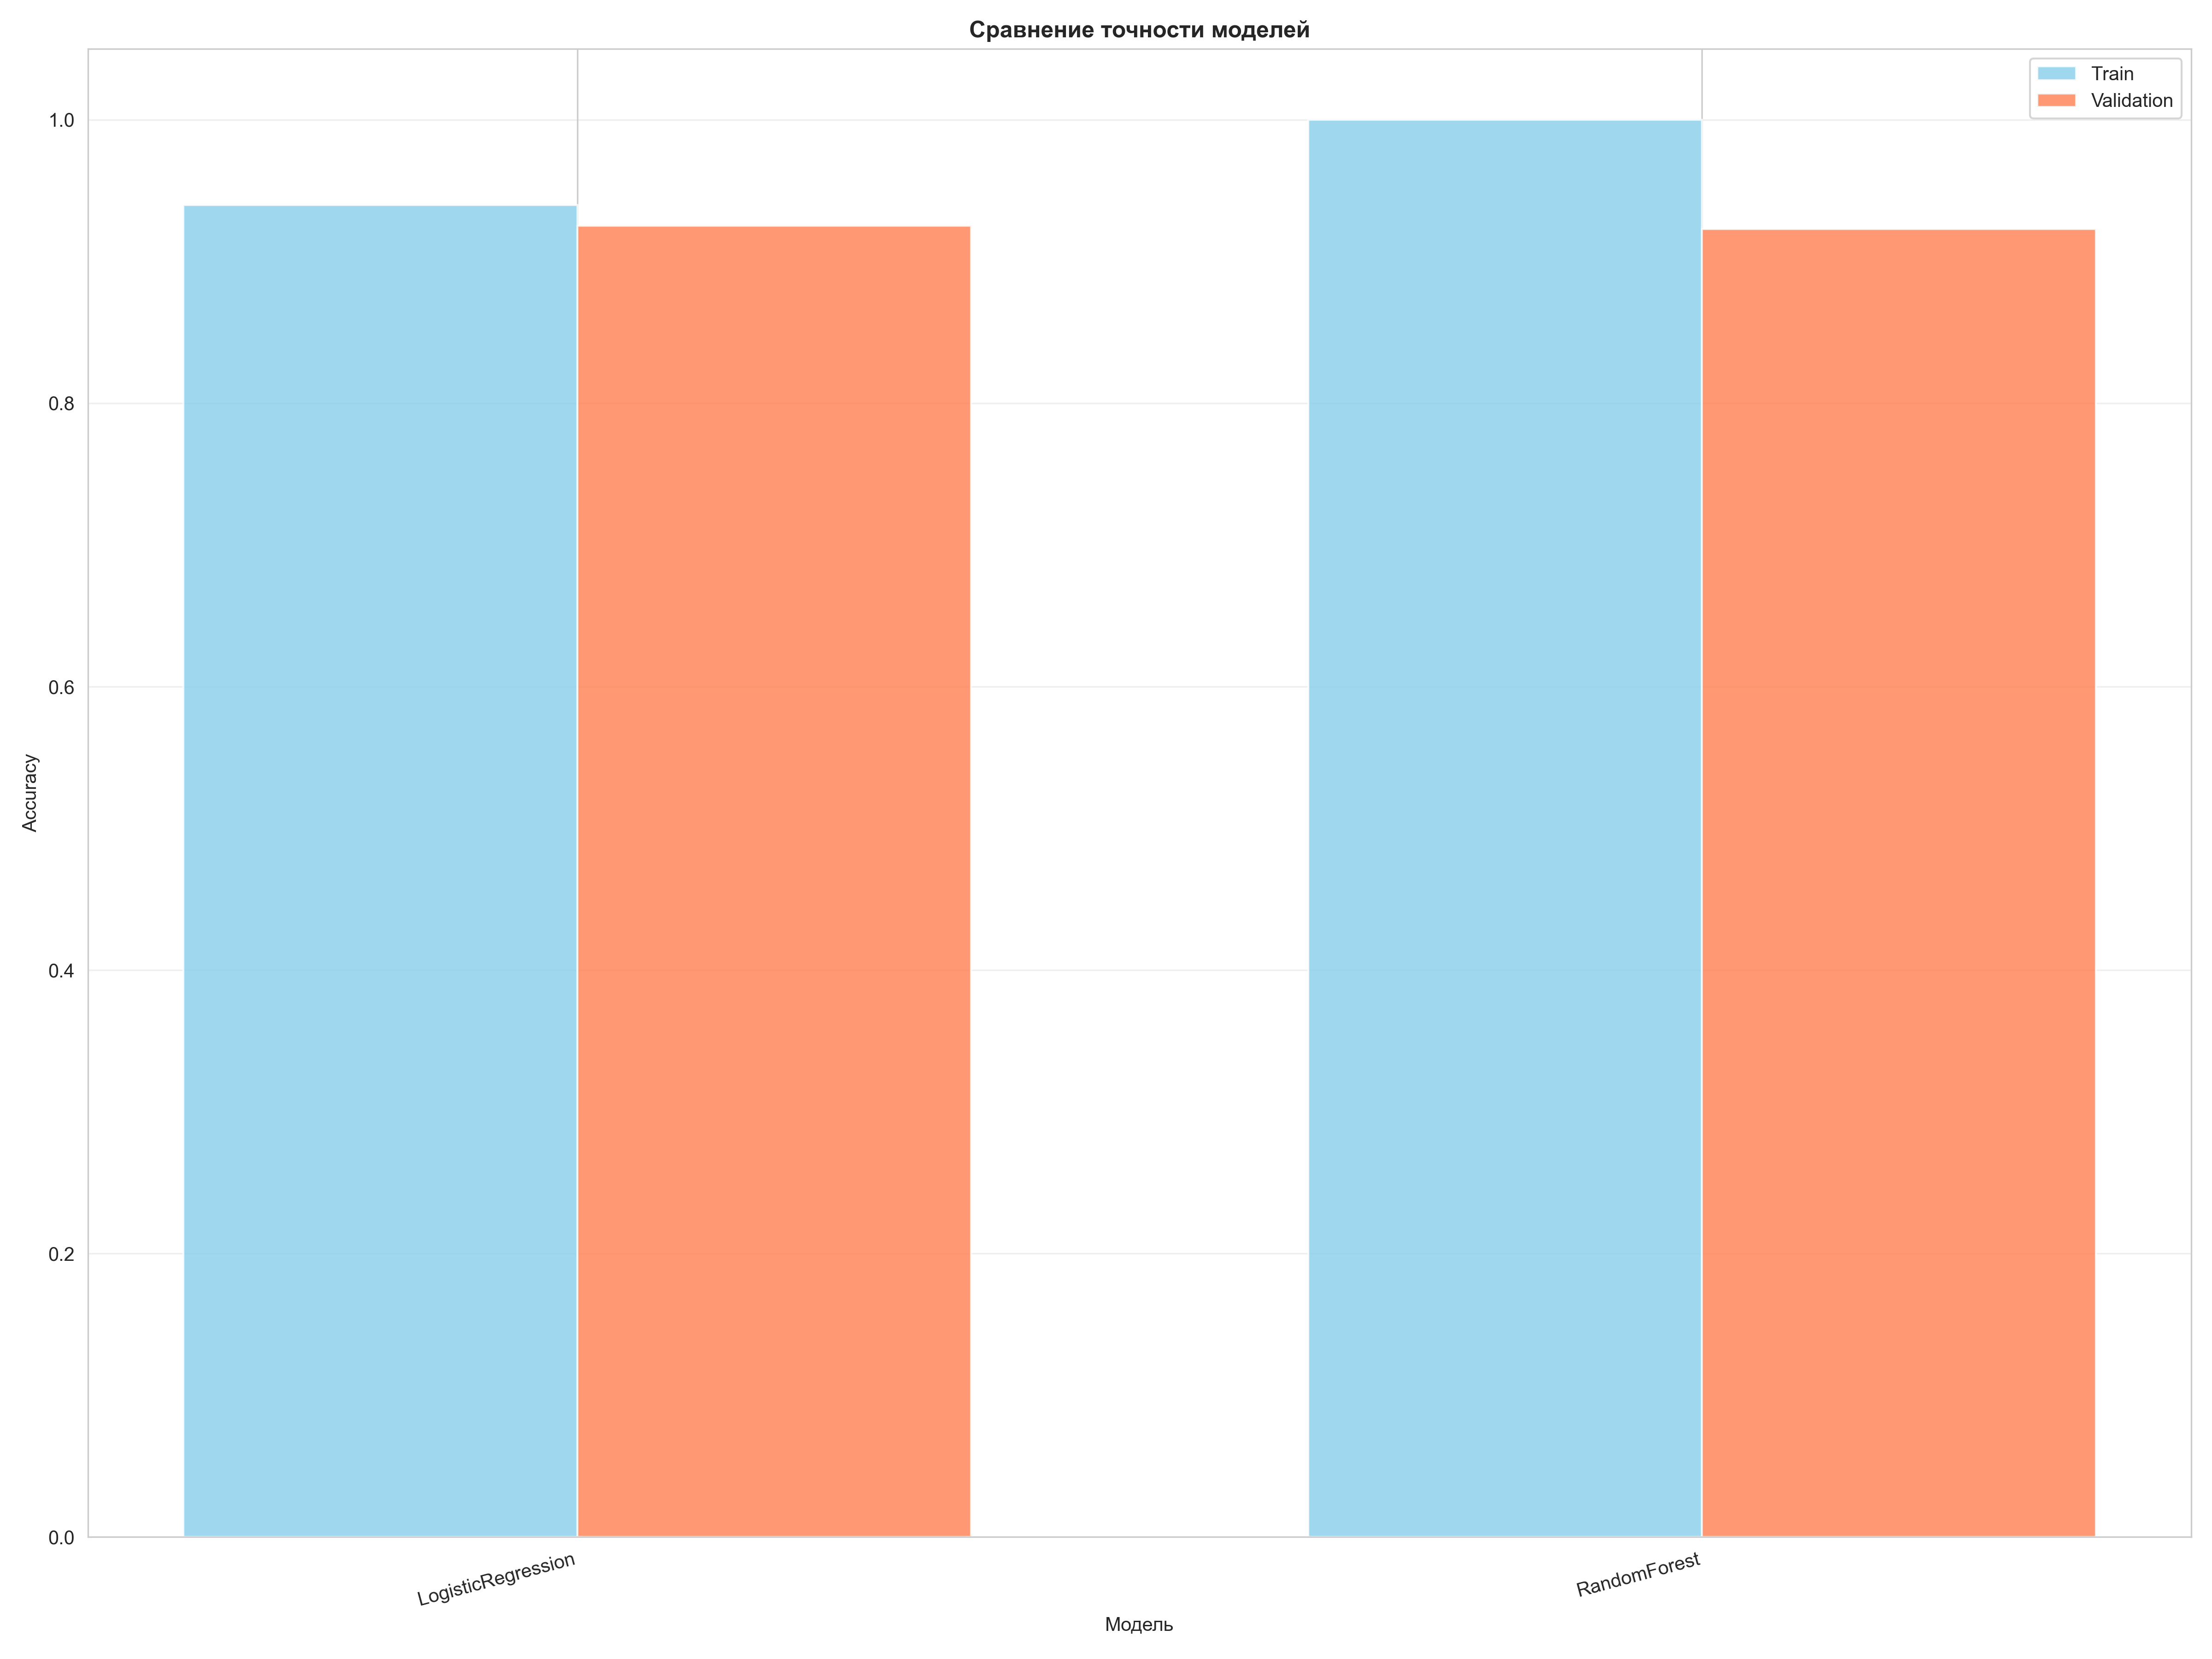 Сравнение точности моделей
Train
Validation
1.0
0.8
0.6
0.4
0.2
0.0
Accuracy
LogisticRegression
RandomForest
Модель